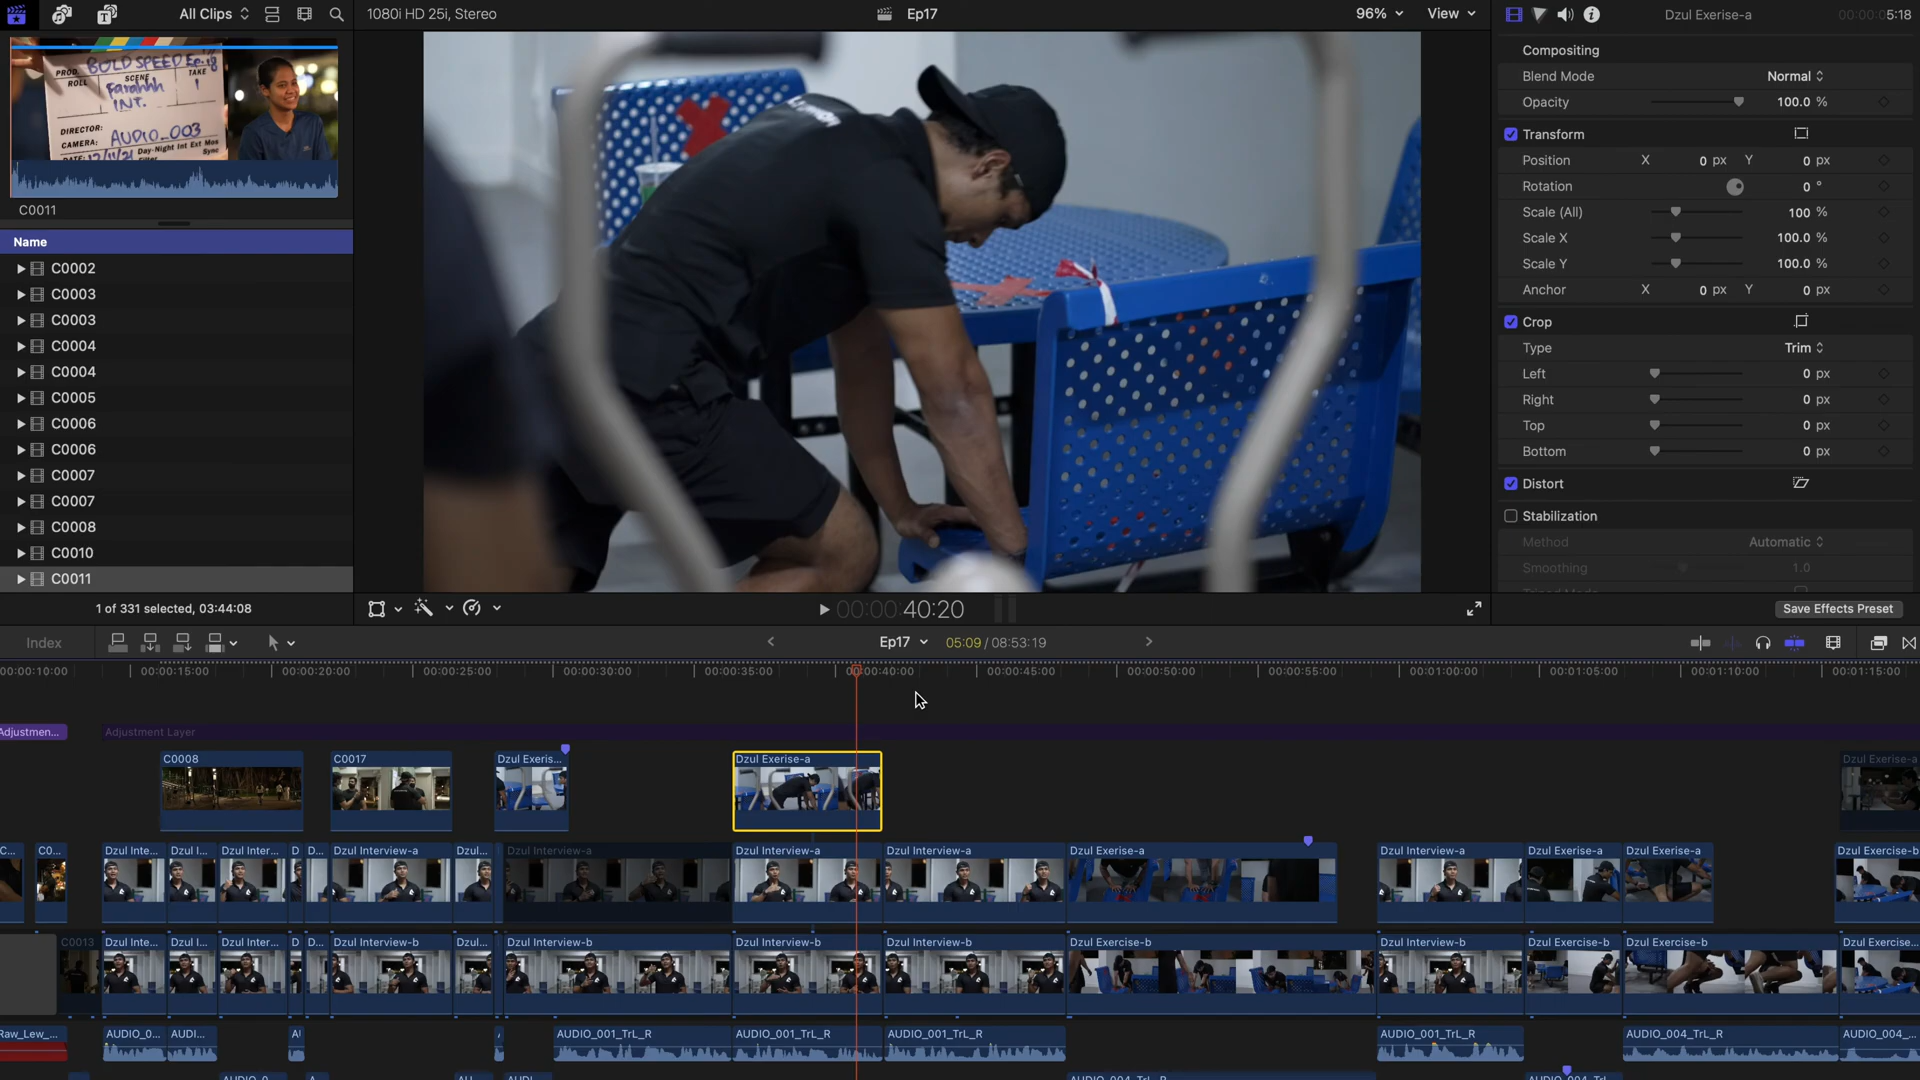 All Clips
1080i HD 25i, Stereo
Ep17
96%
View
Dzul Exerise-a
00:00:05:18
PROD. BOLD SPEED Ep.
ROLL
SCENE
TAKE
Farahhh
1
INT.
DIRECTOR:
CAMERA:
AUDIO_003
DATE:
Day-Night Int Ext Mos
Sync
C0011
Name
C0002
C0003
C0003
C0004
C0004
C0005
C0006
C0006
C0007
C0007
C0008
C0010
C0011
1 of 331 selected, 03:44:08
Compositing
Blend Mode
Normal
Opacity
100.0 %
Transform
Position
X
0 px
Y
0 px
Rotation
0 °
Scale (All)
100 %
Scale X
100.0 %
Scale Y
100.0 %
Anchor
X
0 px
Y
0 px
Crop
Type
Trim
Left
0 px
Right
0 px
Top
0 px
Bottom
0 px
Distort
Stabilization
Method
Automatic
Smoothing
1.0
Save Effects Preset
00:00:40:20
Index
Ep17
05:09 / 08:53:19
00:00:10:00
00:00:15:00
00:00:20:00
00:00:25:00
00:00:30:00
00:00:35:00
00:00:40:00
00:00:45:00
00:00:50:00
00:00:55:00
00:01:00:00
00:01:05:00
00:01:10:00
00:01:15:00
Adjustmen...
Adjustment Layer
C0008
C0017
Dzul Exeris...
Dzul Exerise-a
Dzul Exerise-a
C...
C0...
Dzul Inte...
Dzul I...
Dzul Inter...
D
D...
Dzul Interview-a
Dzul...
Dzul Interview-a
Dzul Interview-a
Dzul Interview-a
Dzul Exerise-a
Dzul Interview-a
Dzul Exerise-a
Dzul Exerise-a
Dzul Exercise-b
C0013
Dzul Inte...
Dzul I...
Dzul Inter...
D
D...
Dzul Interview-b
Dzul...
Dzul Interview-b
Dzul Interview-b
Dzul Interview-b
Dzul Exercise-b
Dzul Interview-b
Dzul Exercise-b
Dzul Exercise-b
Dzul Exercise...
Raw_Lew_...
AUDIO_0...
AUDI...
AUDIO_001_TrL_R
AUDIO_001_TrL_R
AUDIO_001_TrL_R
AUDIO_001_TrL_R
AUDIO_004_TrL_R
AUDIO_004_...